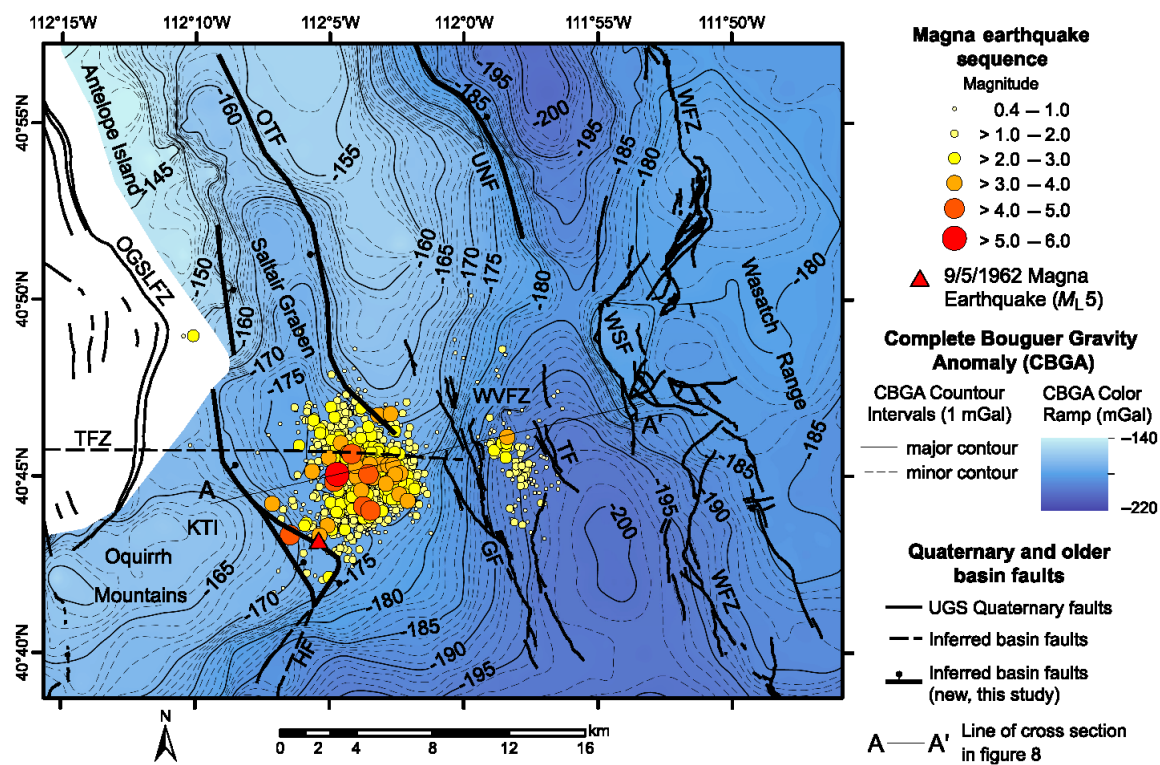 112°15'W 112°10'W 112°5'W 112°0'W 111°55'W 111°50'W
40°55'N
40°50'N
40°45'N
40°40'N
Antelope Island
-145
-160
OTF
-155
-195
-185
-200
-195
UNF
-185
-180
WFZ
OGSLFZ
-150
-160
Saltair Graben
-160
-165
-170
-175
-180
WSF
Wasatch Range
-180
-170
-175
WVFZ
A'
-185
TFZ
TF
-185
A
KTI
-195
-190
-200
Oquirrh
Mountains
-165
-170
-115
GF
WFZ
-180
-185
HF
-190
-195
N
0 2 4 8 12 16
km
Magna earthquake
sequence
Magnitude
0.4 – 1.0
> 1.0 – 2.0
> 2.0 – 3.0
> 3.0 – 4.0
> 4.0 – 5.0
> 5.0 – 6.0
9/5/1962 Magna
Earthquake (ML5)
Complete Bouguer Gravity
Anomaly (CBGA)
CBGA Countour
Intervals (1 mGal)
major contour
minor contour
CBGA Color
Ramp (mGal)
–140
–220
Quaternary and older
basin faults
UGS Quaternary faults
Inferred basin faults
Inferred basin faults
(new, this study)
A A' Line of cross section
in figure 8